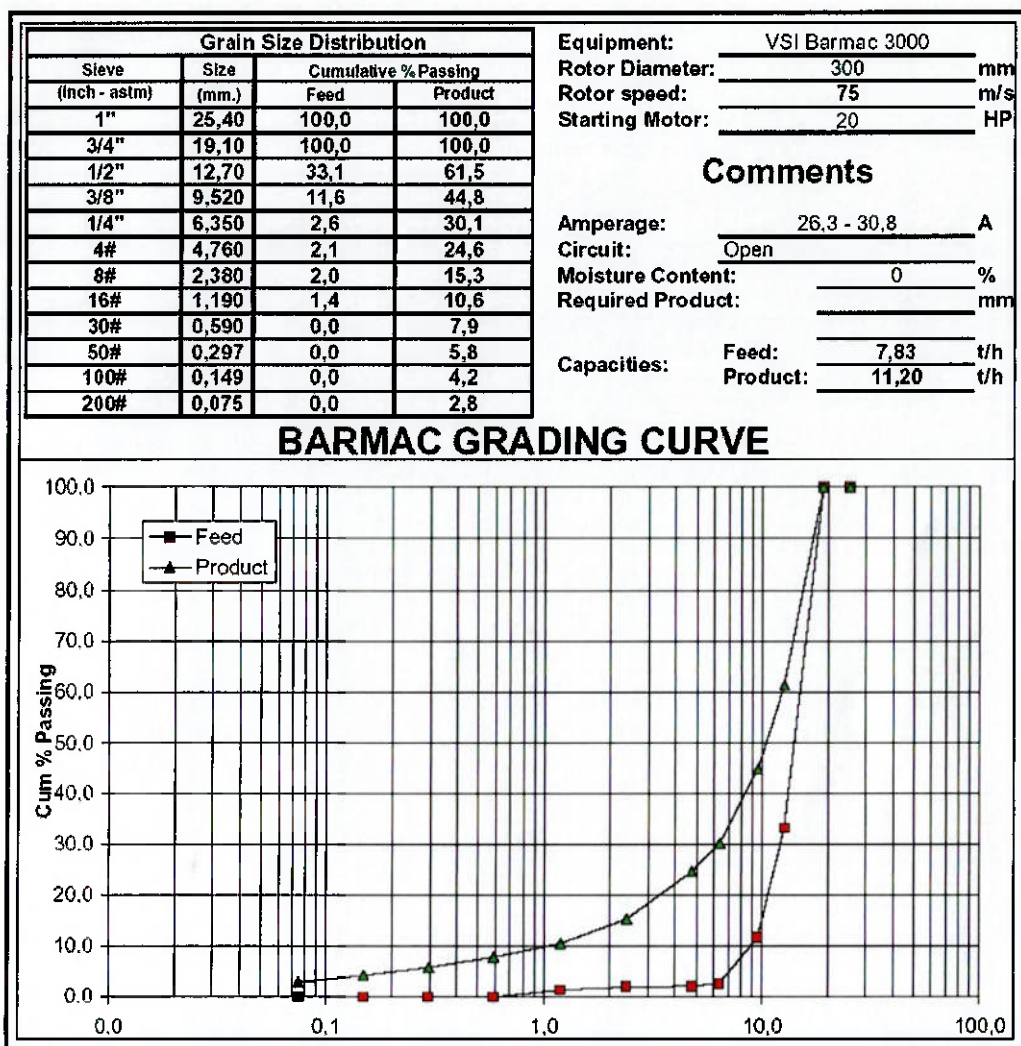 Grain Size Distribution
Sieve Size Cumulative % Passing
(Inch - astm) (mm.) Feed Product
1" 25,40 100,0 100,0
3/4" 19,10 100,0 100,0
1/2" 12,70 33,1 61,5
3/8" 9,520 11,6 44,8
1/4" 6,350 2,6 30,1
4# 4,760 2,1 24,6
8# 2,380 2,0 15,3
16# 1,190 1,4 10,6
30# 0,590 0,0 7,9
50# 0,297 0,0 5,8
100# 0,149 0,0 4,2
200# 0,075 0,0 2,8
Equipment: VSI Barmac 3000
Rotor Diameter: 300 mm
Rotor speed: 75 m/s
Starting Motor: 20 HP
Comments
Amperage: 26,3 - 30,8 A
Circuit: Open
Moisture Content: 0 %
Required Product: mm
Capacities: Feed: 7,83 t/h
Product: 11,20 t/h
BARMAC GRADING CURVE
Cum % Passing
100.0
90.0
80.0
70.0
60.0
50.0
40.0
30.0
20.0
10.0
0.0
Feed
Product
0,0 0,1 1,0 10,0 100,0